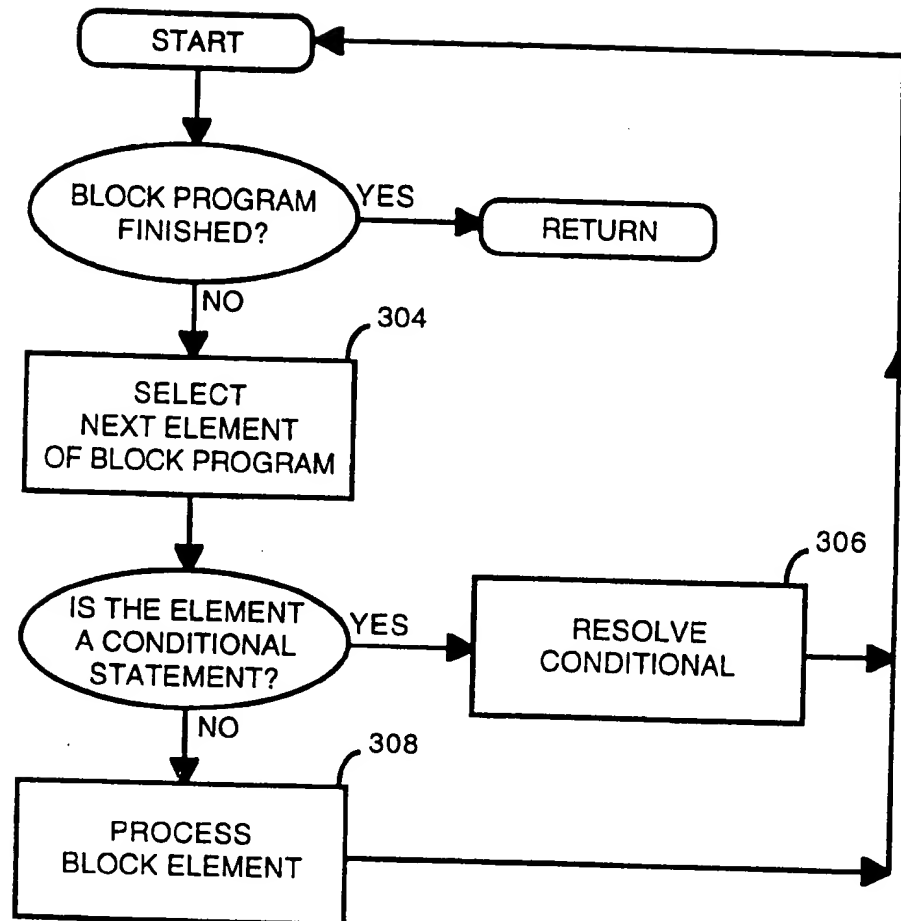 START
BLOCK PROGRAM
FINISHED?
YES
RETURN
NO
304
SELECT
NEXT ELEMENT
OF BLOCK PROGRAM
306
IS THE ELEMENT
A CONDITIONAL
STATEMENT?
YES
RESOLVE
CONDITIONAL
NO
308
PROCESS
BLOCK ELEMENT